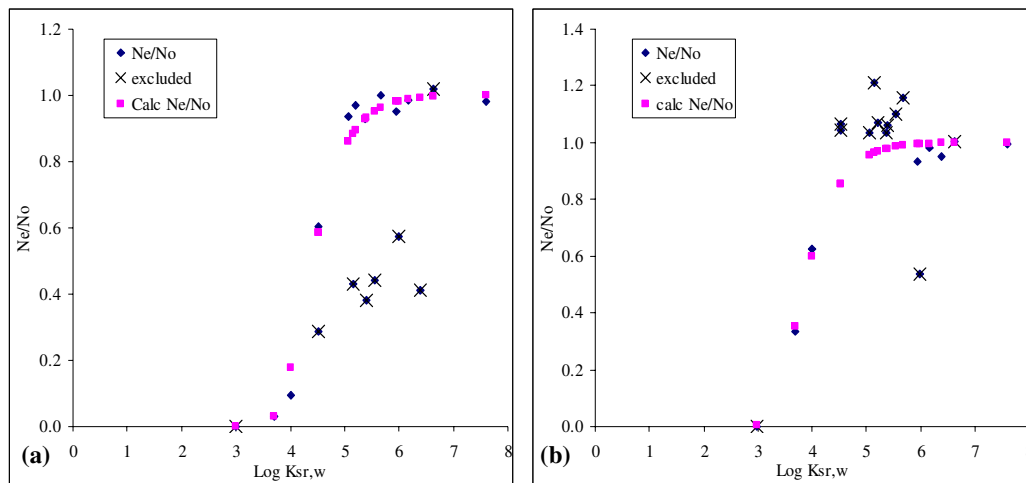 1.2
1.0
0.8
0.6
0.4
0.2
0.0
Ne/No
Ne/No
excluded
Calc Ne/No
0 1 2 3 4 5 6 7 8
Log Ksr,w
(a)
1.4
1.2
1.0
0.8
0.6
0.4
0.2
0.0
Ne/No
Ne/No
excluded
calc Ne/No
0 1 2 3 4 5 6 7 8
Log Ksr,w
(b)